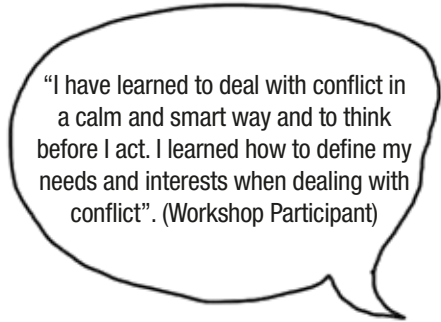 “I have learned to deal with conflict in
a calm and smart way and to think
before I act. I learned how to define my
needs and interests when dealing with
conflict”. (Workshop Participant)